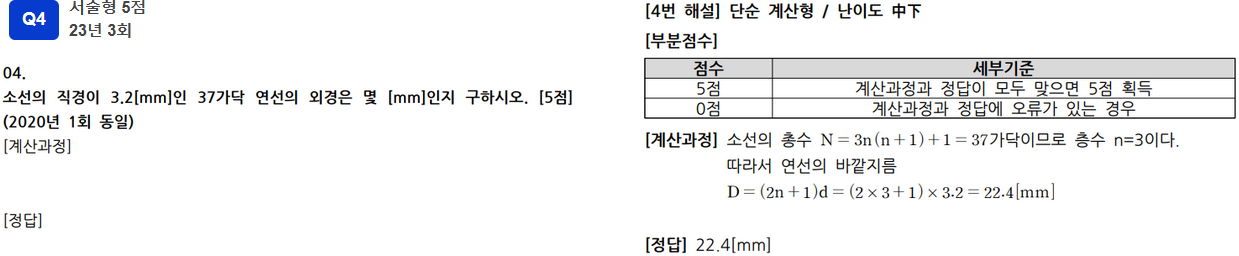 Q4
서술형 5점
23년 3회
04.
소선의 직경이 3.2[mm]인 37가닥 연선의 외경은 몇 [mm]인지 구하시오. [5점]
(2020년 1회 동일)
[계산과정]
[정답]
[4번 해설] 단순 계산형 / 난이도 中下
[부분점수]
점수 세부기준
5점 계산과정과 정답이 모두 맞으면 5점 획득
0점 계산과정과 정답에 오류가 있는 경우
[계산과정] 소선의 총수 N = 3n(n+1)+1 = 37가닥이므로 층수 n=3이다.
따라서 연선의 바깥지름
D = (2n+1)d = (2×3+1)×3.2 = 22.4[mm]
[정답] 22.4[mm]